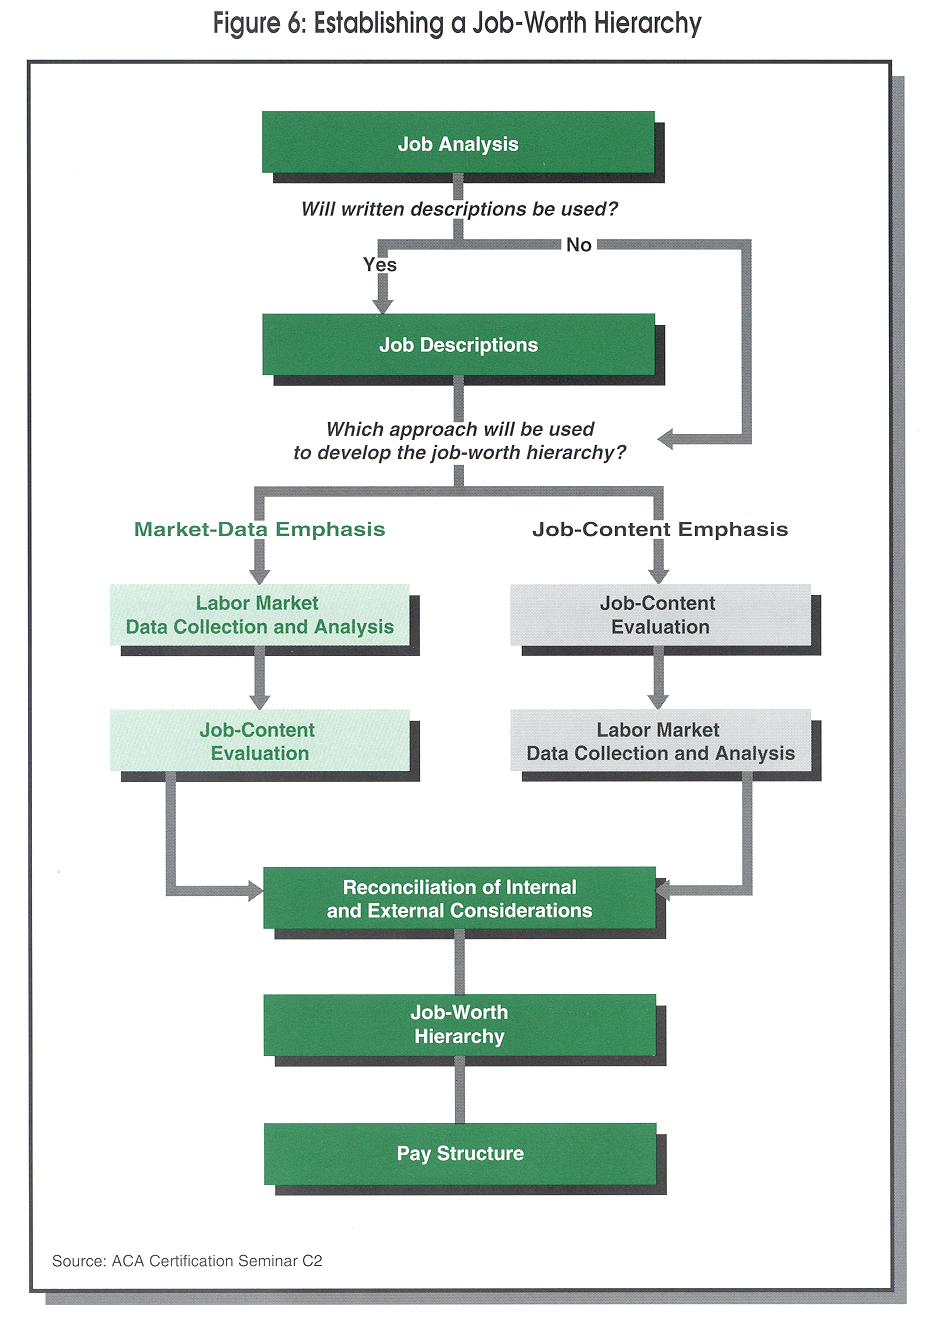 Figure 6: Establishing a Job-Worth Hierarchy
Job Analysis
Will written descriptions be used?
No
Yes
Job Descriptions
Which approach will be used
to develop the job-worth hierarchy?
Market-Data Emphasis
Job-Content Emphasis
Labor Market
Data Collection and Analysis
Job-Content
Evaluation
Job-Content
Evaluation
Labor Market
Data Collection and Analysis
Reconciliation of Internal
and External Considerations
Job-Worth
Hierarchy
Pay Structure
Source: ACA Certification Seminar C2